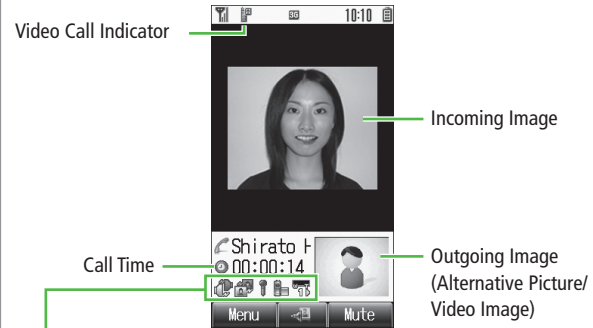 Video Call Indicator
3G
10:10
Incoming Image
Shirato H
Call Time
00:00:14
Outgoing Image
(Alternative Picture/
Video Image)
Menu
Mute